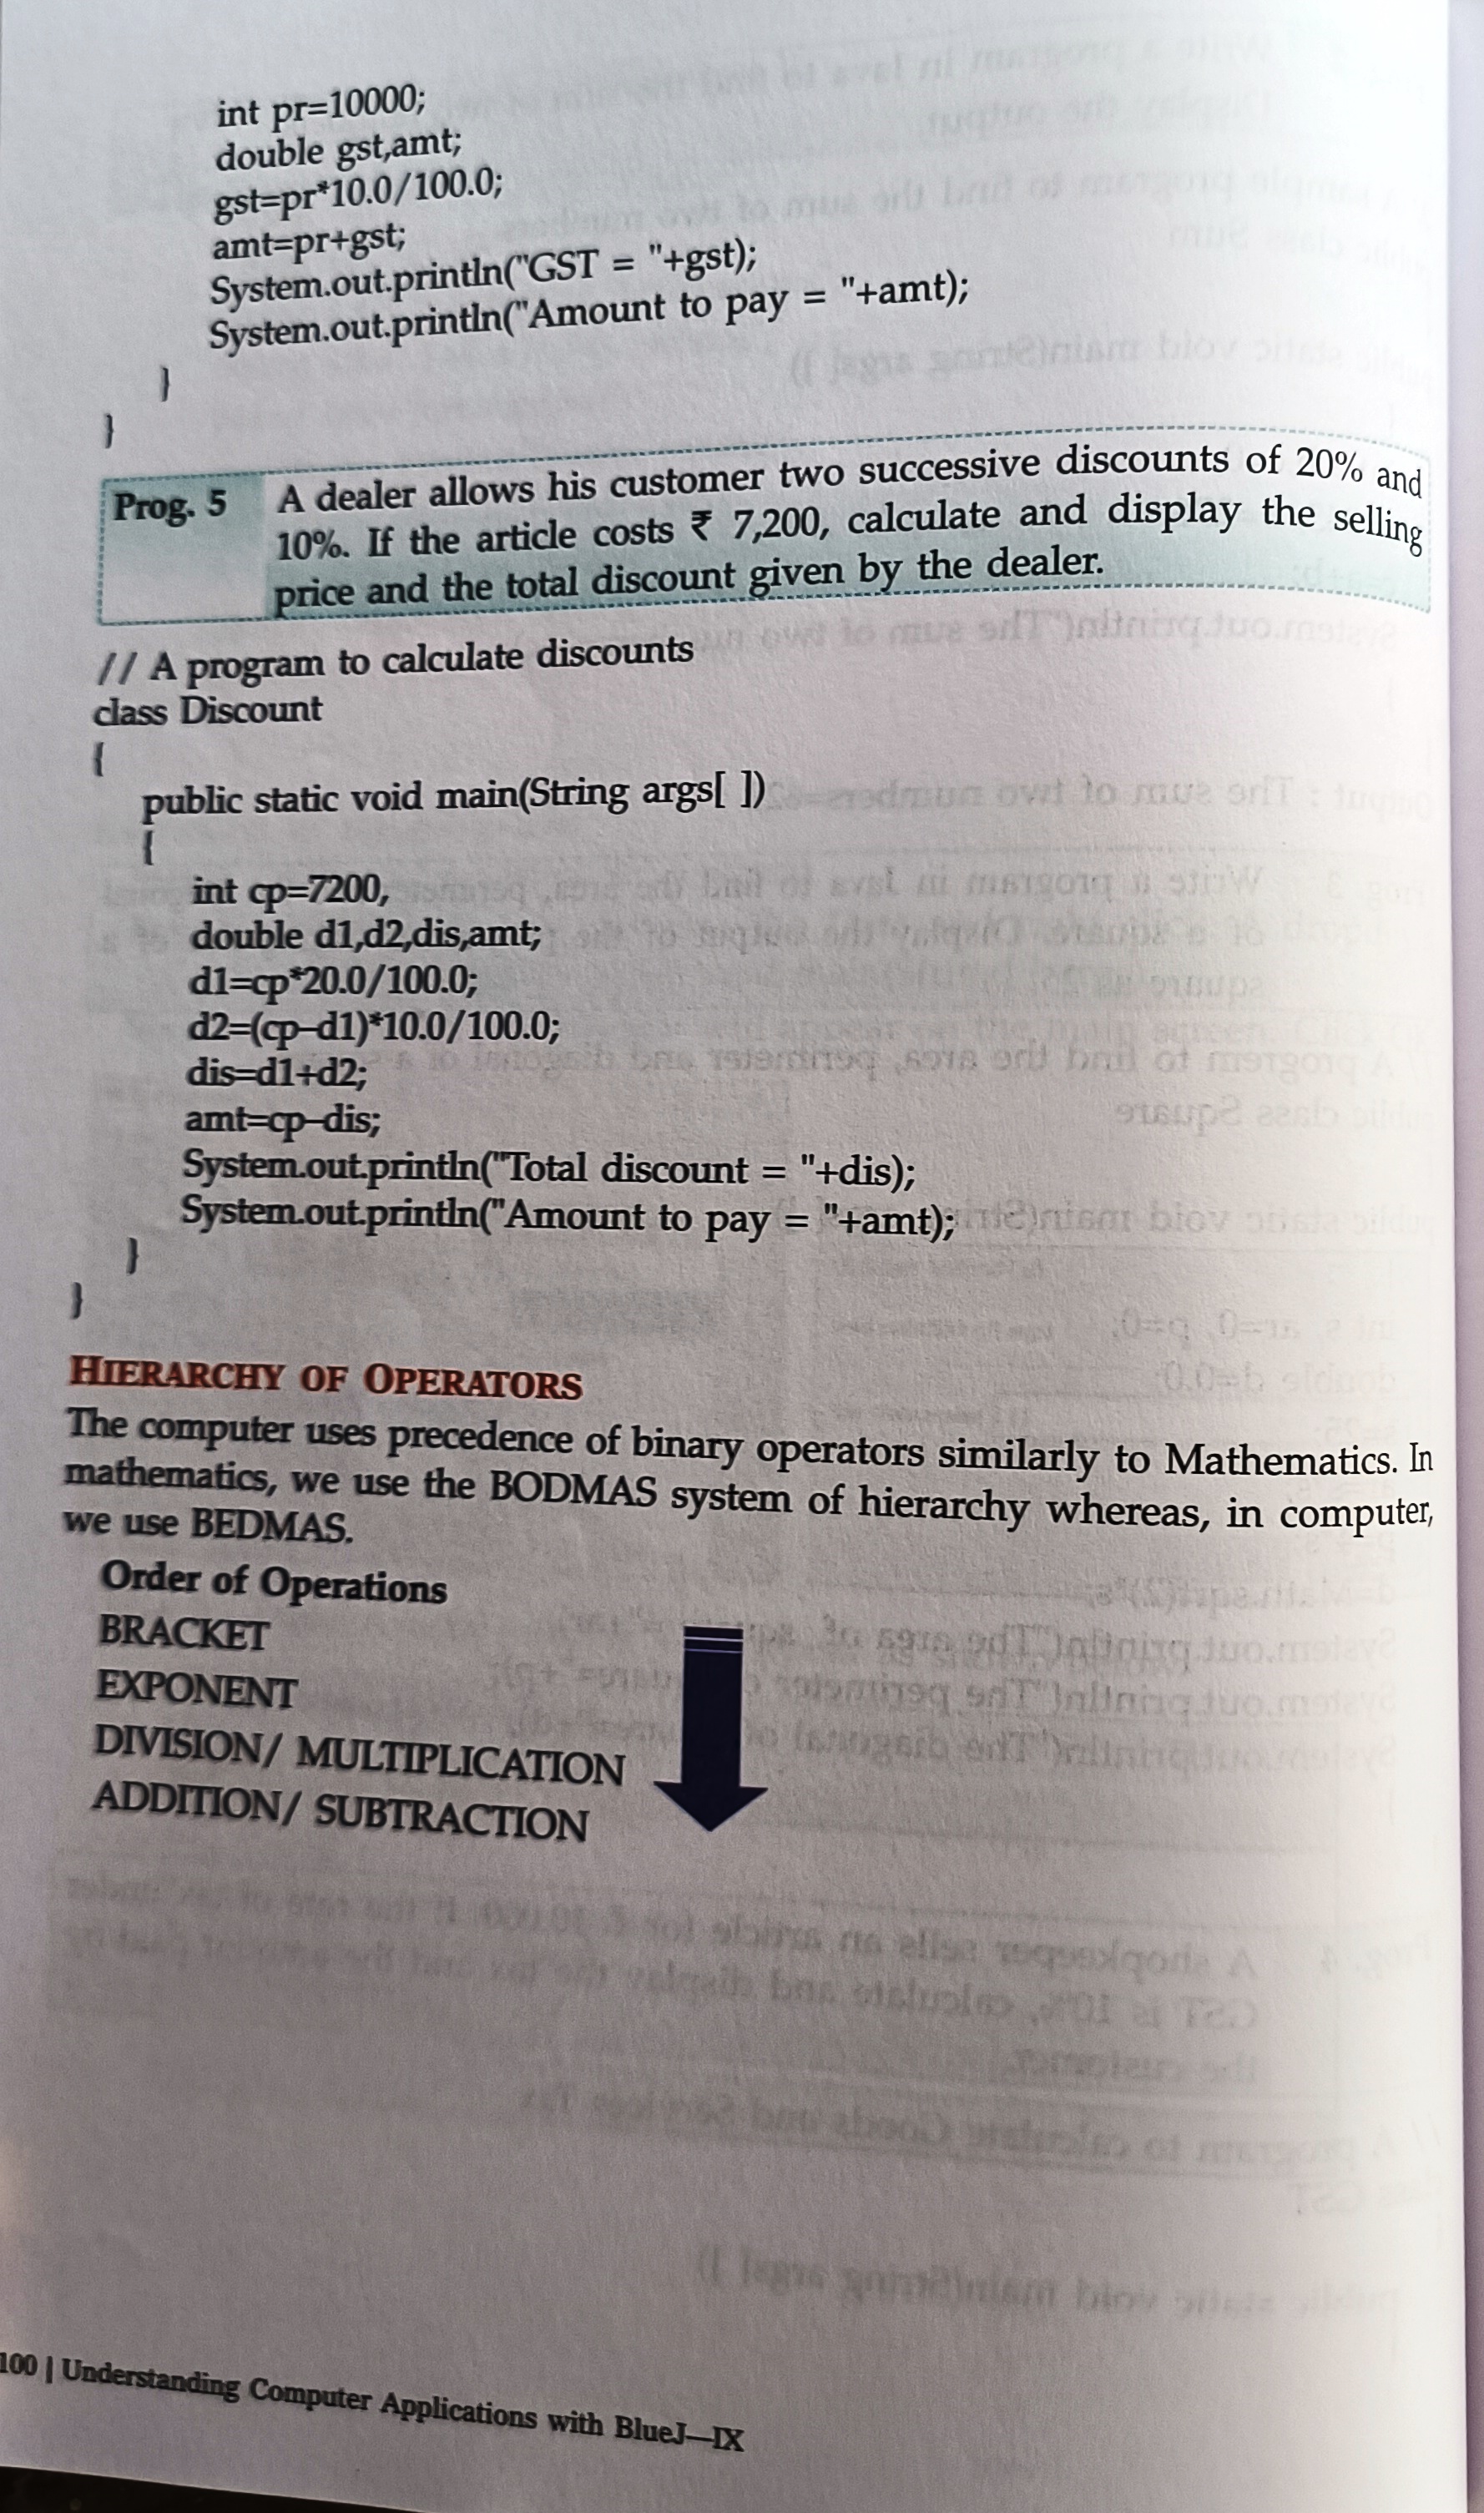 int pr=10000;
double gst,amt;
gst=pr*10.0/100.0;
amt=pr+gst;
System.out.println("GST = "+gst);
System.out.println("Amount to pay = "+amt);
}
}
Prog. 5 A dealer allows his customer two successive discounts of 20% and
10%. If the article costs ₹ 7,200, calculate and display the selling
price and the total discount given by the dealer.
// A program to calculate discounts
class Discount
{
public static void main(String args[ ])
{
int cp=7200,
double d1,d2,dis,amt;
d1=cp*20.0/100.0;
d2=(cp–d1)*10.0/100.0;
dis=d1+d2;
amt=cp–dis;
System.out.println("Total discount = "+dis);
System.out.println("Amount to pay = "+amt);
}
}
HIERARCHY OF OPERATORS
The computer uses precedence of binary operators similarly to Mathematics. In
mathematics, we use the BODMAS system of hierarchy whereas, in computer,
we use BEDMAS.
Order of Operations
BRACKET
EXPONENT
DIVISION/ MULTIPLICATION
ADDITION/ SUBTRACTION
100 | Understanding Computer Applications with BlueJ—IX